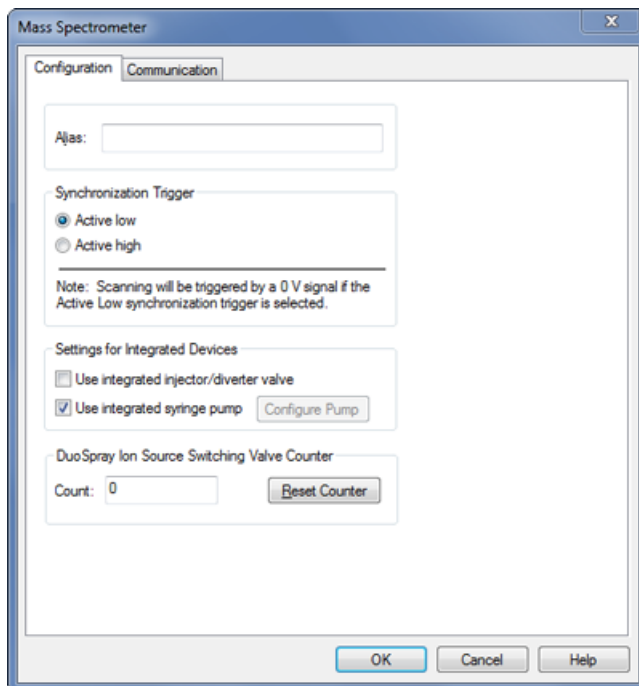 Mass Spectrometer
Configuration
Communication
Alias:
Synchronization Trigger
Active low
Active high
Note: Scanning will be triggered by a 0 V signal if the
Active Low synchronization trigger is selected.
Settings for Integrated Devices
Use integrated injector/diverter valve
Use integrated syringe pump
Configure Pump
DuoSpray Ion Source Switching Valve Counter
Count: 0
Reset Counter
OK
Cancel
Help